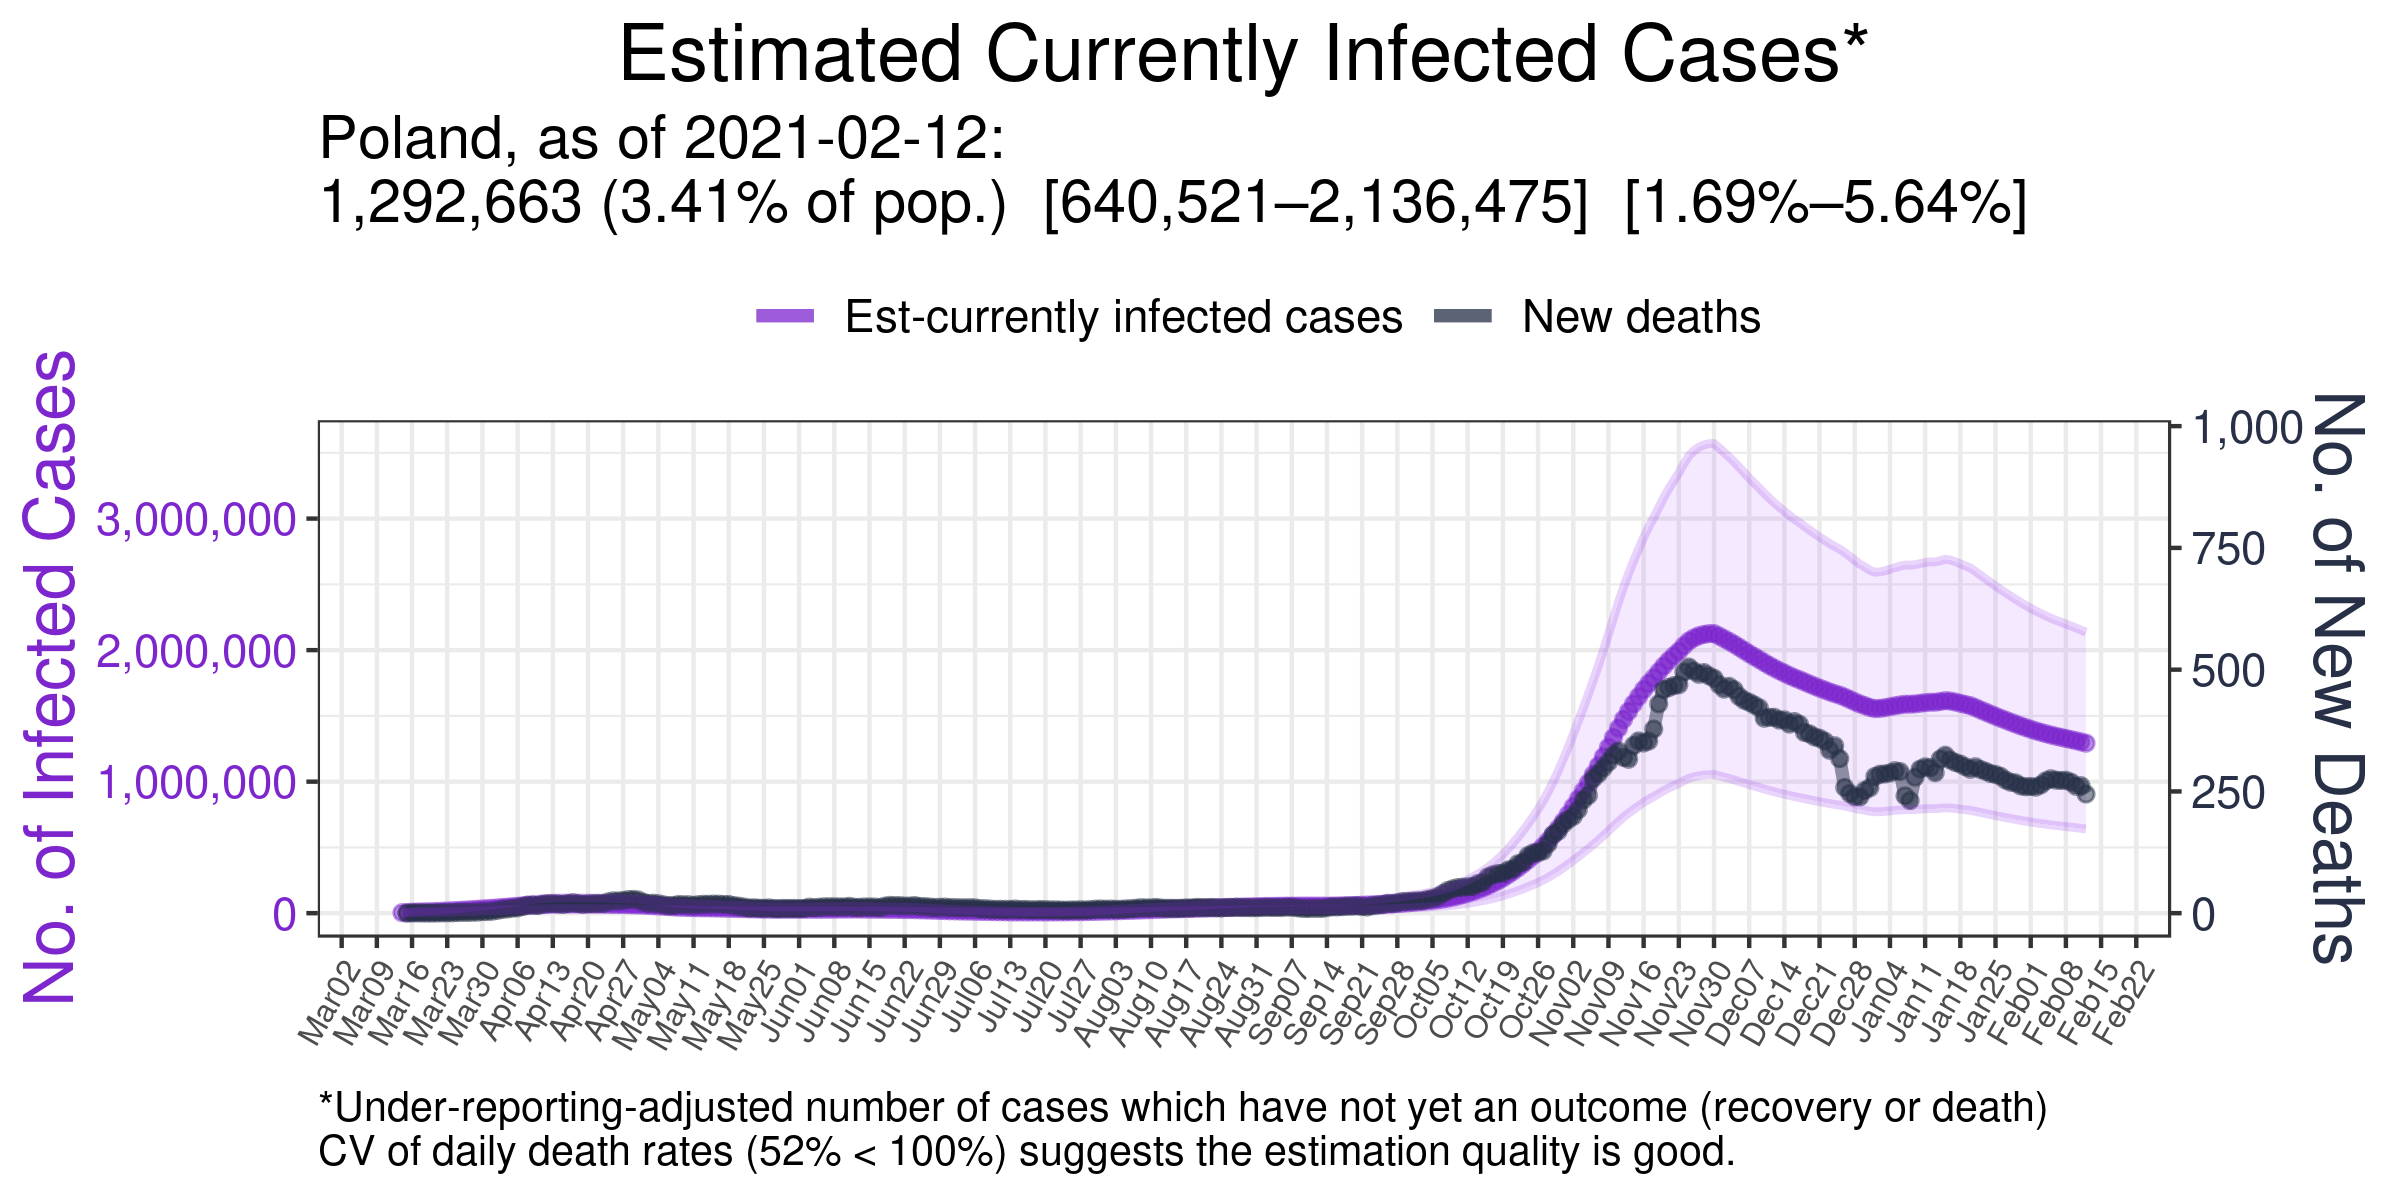 Estimated Currently Infected Cases*
Poland, as of 2021-02-12:
1,292,663 (3.41% of pop.) [640,521–2,136,475] [1.69%–5.64%]
Est-currently infected cases New deaths
No. of Infected Cases
3,000,000
2,000,000
1,000,000
0
1,000
750
500
250
0
No. of New Deaths
Mar02 Mar09 Mar16 Mar23 Mar30 Apr06 Apr13 Apr20 Apr27 May04 May11 May18 May25 Jun01 Jun08 Jun15 Jun22 Jun29 Jul06 Jul13 Jul20 Jul27 Aug03 Aug10 Aug17 Aug24 Aug31 Sep07 Sep14 Sep21 Sep28 Oct05 Oct12 Oct19 Oct26 Nov02 Nov09 Nov16 Nov23 Nov30 Dec07 Dec14 Dec21 Dec28 Jan04 Jan11 Jan18 Jan25 Feb01 Feb08 Feb15 Feb22
*Under-reporting-adjusted number of cases which have not yet an outcome (recovery or death)
CV of daily death rates (52% < 100%) suggests the estimation quality is good.